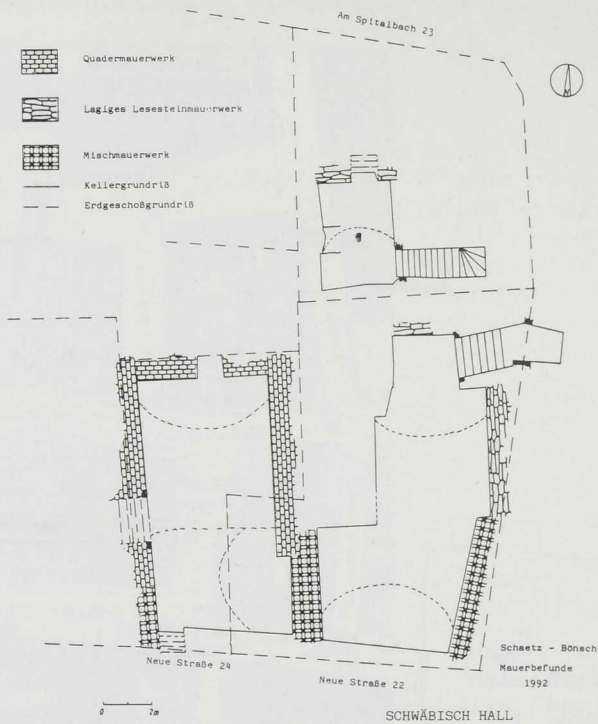 Am Spitalbach 23
Quadermauerwerk
Lagiges Lesesteinmauerwerk
Mischmauerwerk
Kellergrundriß
Erdgeschoßgrundriß
N
Schaetz - Bönsch
Neue Straße 24
Mauerbefunde
Neue Straße 22
1992
0 2m
SCHWÄBISCH HALL